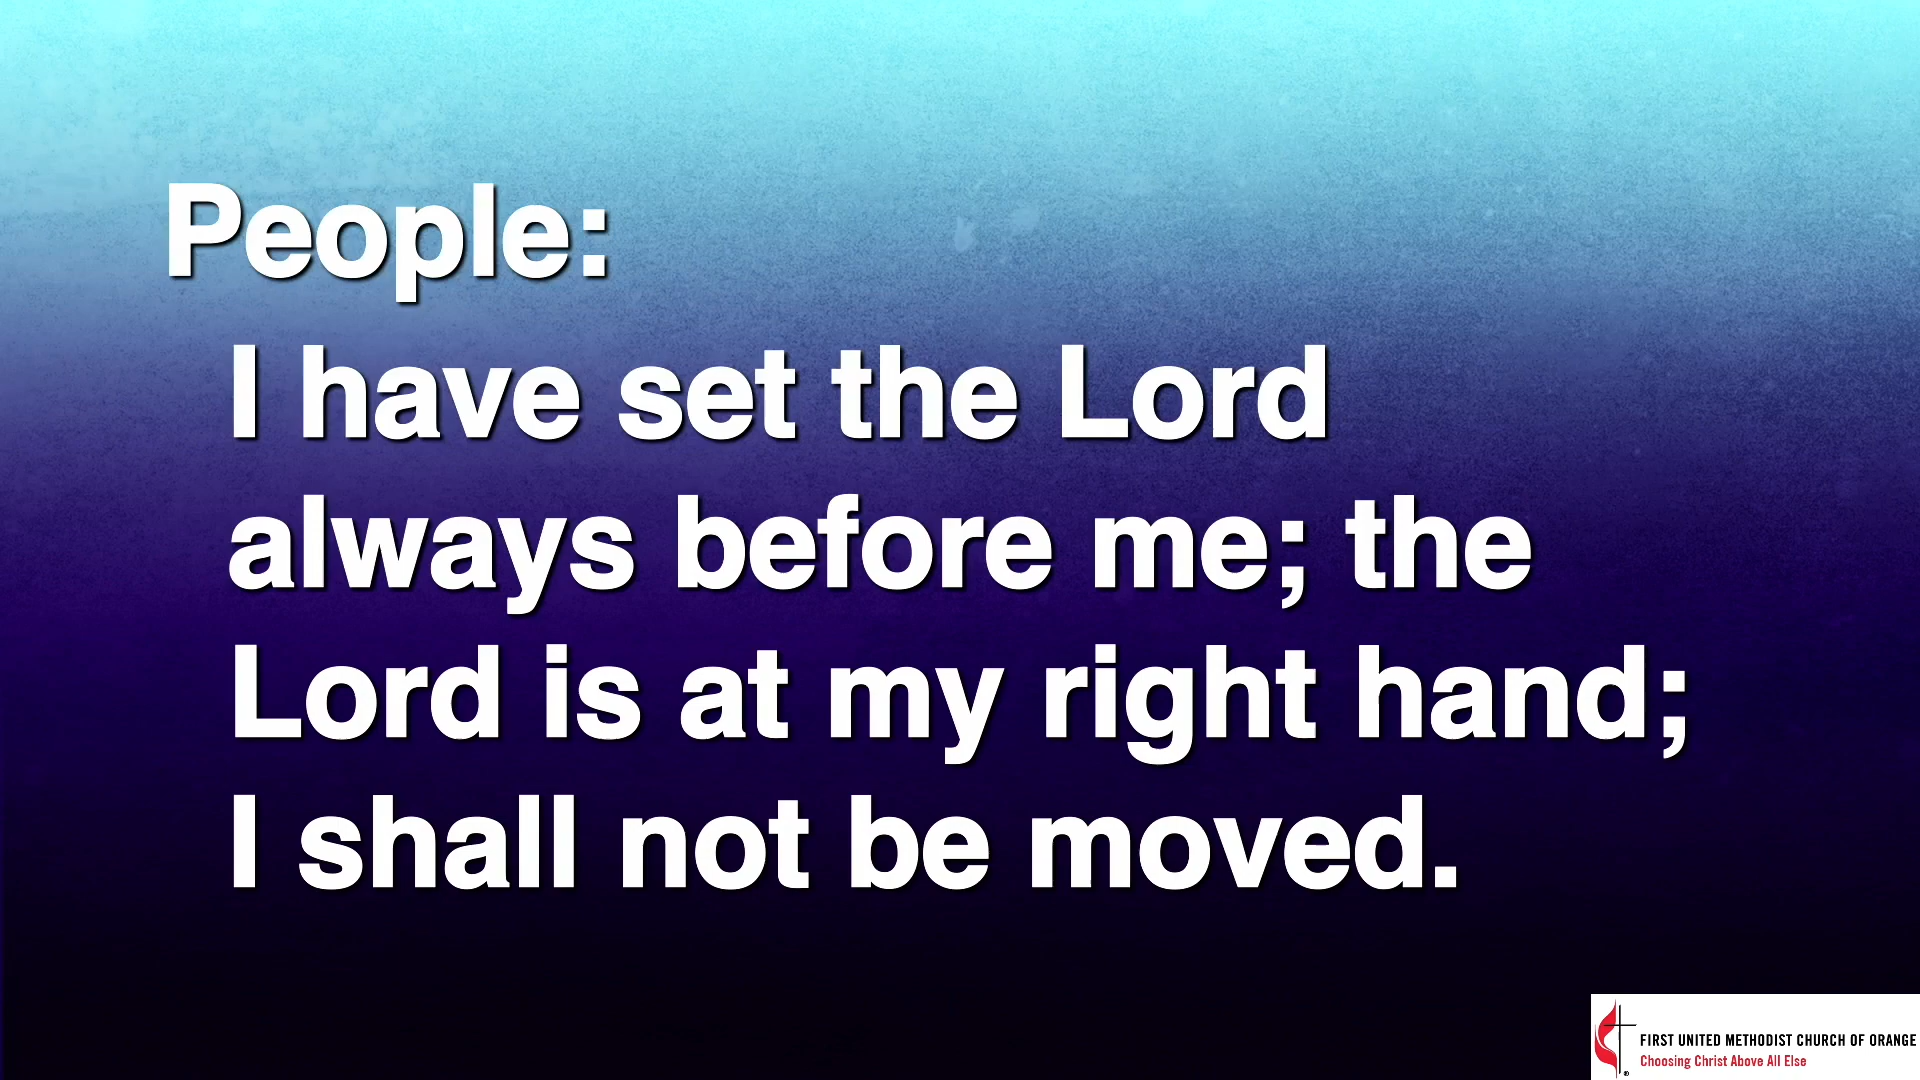 People:
I have set the Lord
always before me; the
Lord is at my right hand;
I shall not be moved.
FIRST UNITED METHODIST CHURCH OF ORANGE
Choosing Christ Above All Else